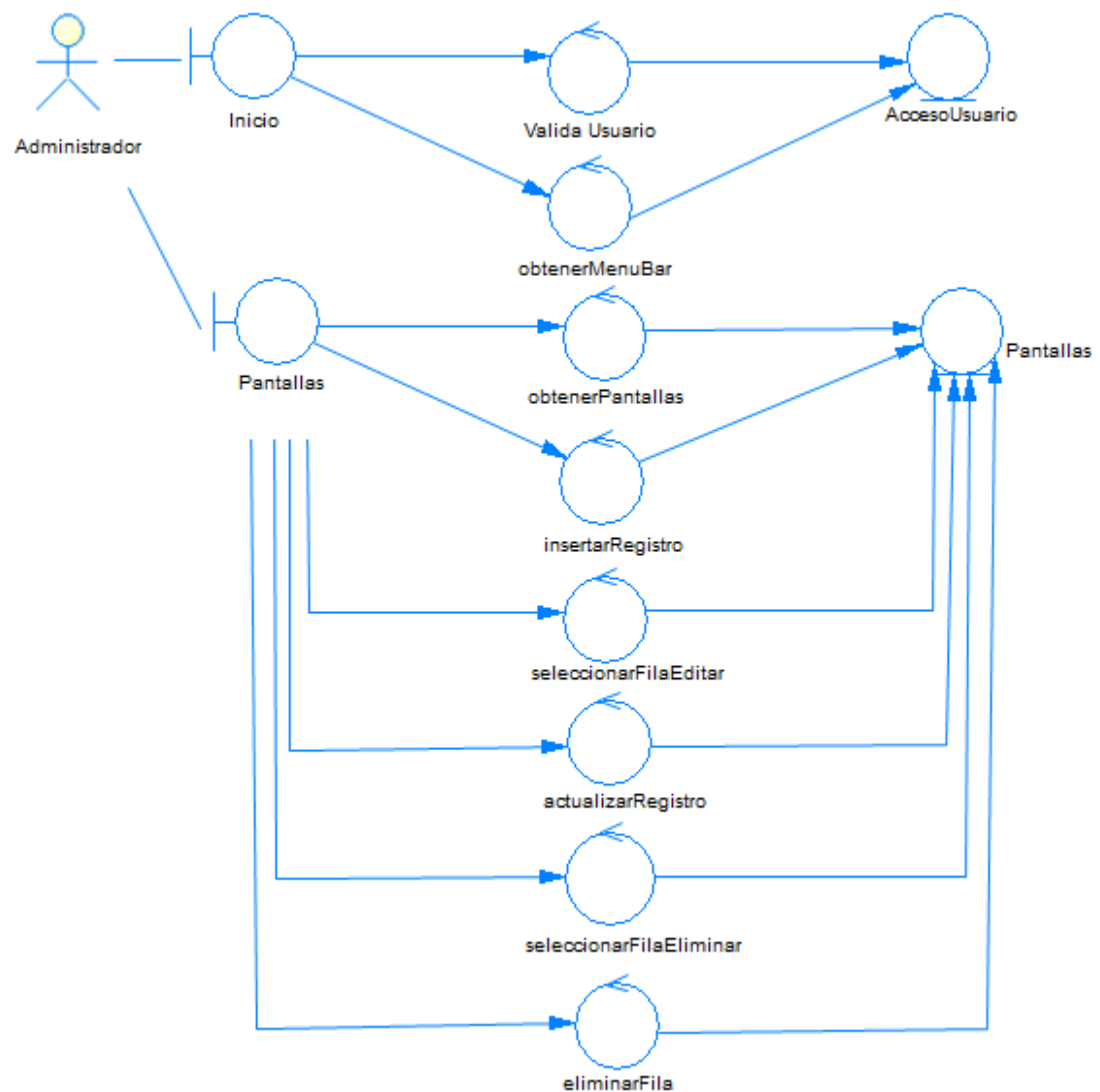 Inicio
Valida Usuario
AccesoUsuario
Administrador
obtenerMenuBar
Pantallas
Pantallas
obtenerPantallas
insertarRegistro
seleccionarFilaEditar
actualizarRegistro
seleccionarFilaEliminar
eliminarFila